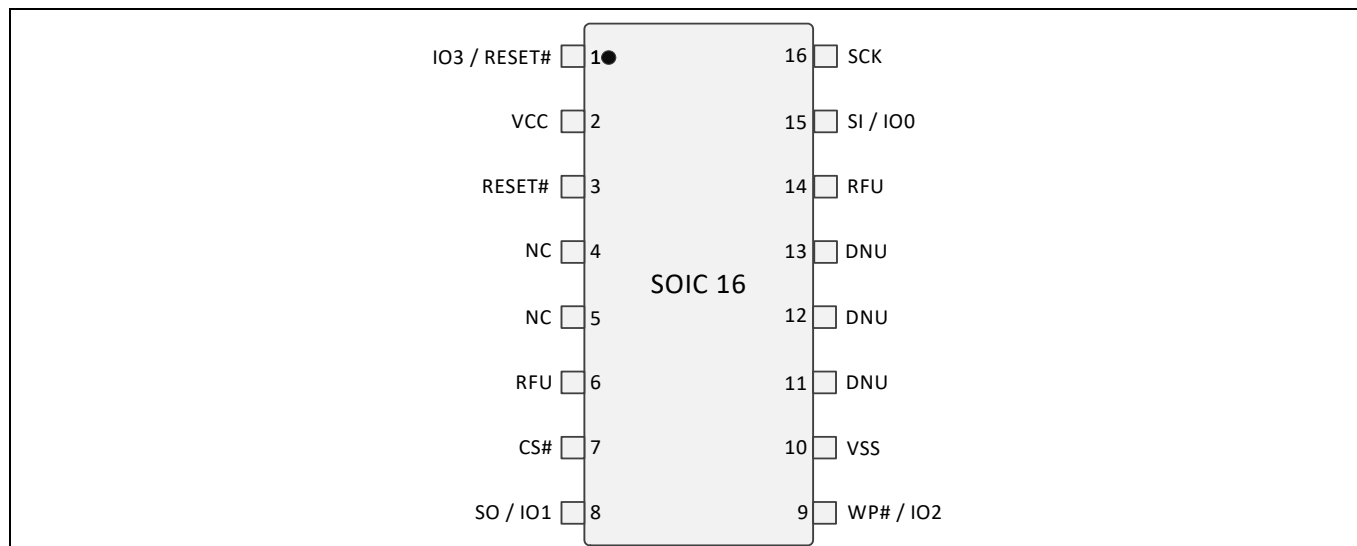 IO3 / RESET# 1 16 SCK
VCC 2 15 SI / IO0
RESET# 3 14 RFU
NC 4 13 DNU
SOIC 16
NC 5 12 DNU
RFU 6 11 DNU
CS# 7 10 VSS
SO / IO1 8 9 WP# / IO2